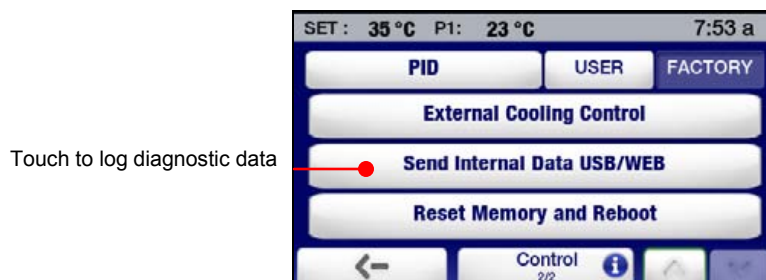 SET : 35 °C P1: 23 °C 7:53 a
PID USER FACTORY
External Cooling Control
Touch to log diagnostic data
Send Internal Data USB/WEB
Reset Memory and Reboot
Control
2/2